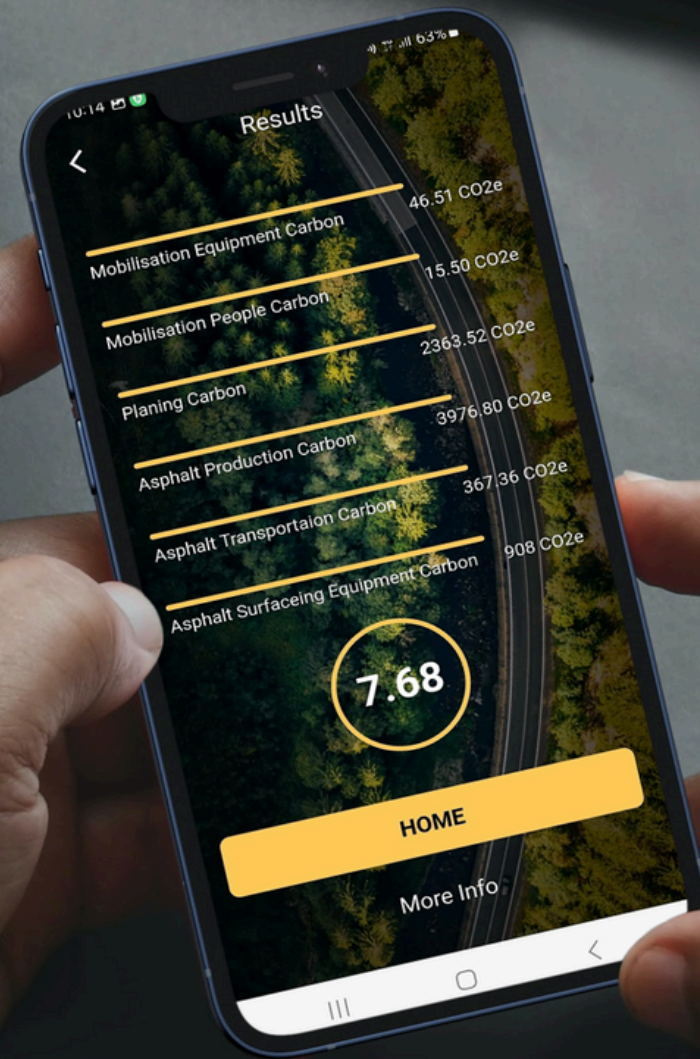 10:14 63%
Results
46.51 CO2e
Mobilisation Equipment Carbon
15.50 CO2e
Mobilisation People Carbon
2363.52 CO2e
Planing Carbon
3976.80 CO2e
Asphalt Production Carbon
367.36 CO2e
Asphalt Transportaion Carbon
908 CO2e
Asphalt Surfaceing Equipment Carbon
7.68
HOME
More Info